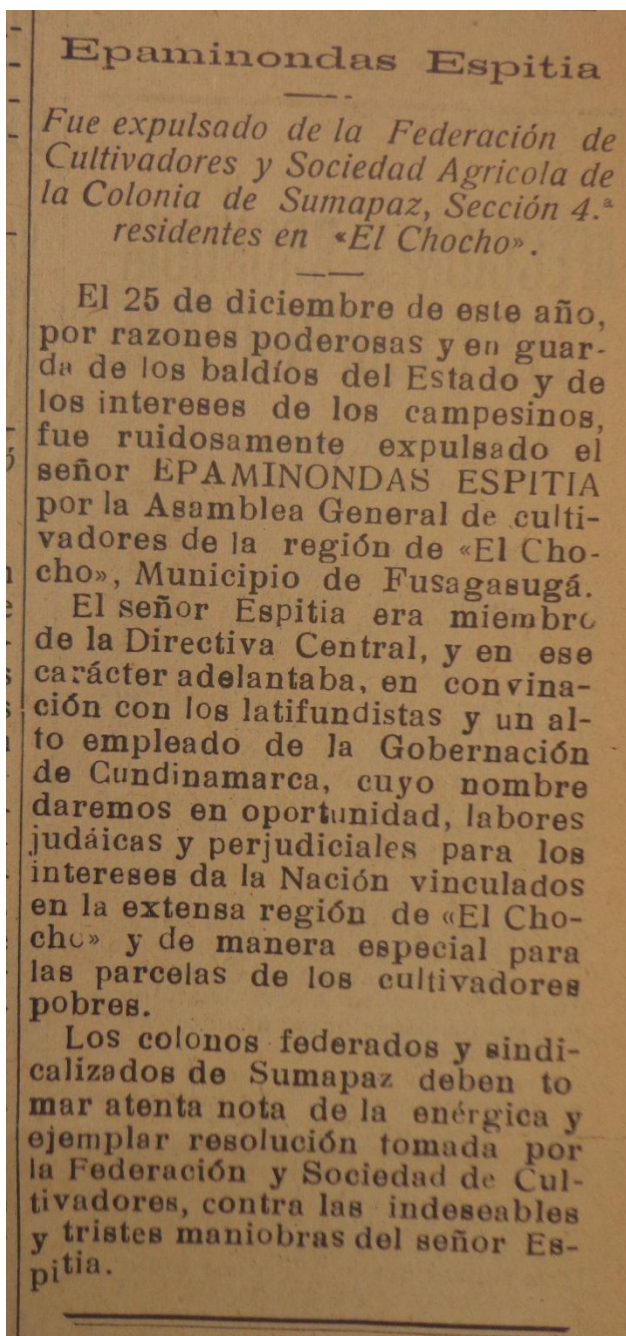 Epaminondas Espitia
Fue expulsado de la Federación de
Cultivadores y Sociedad Agricola de
la Colonia de Sumapaz, Sección 4.ª
residentes en «El Chocho».
El 25 de diciembre de este año,
por razones poderosas y en guar-
da de los baldíos del Estado y de
los intereses de los campesinos,
fue ruidosamente expulsado el
señor EPAMINONDAS ESPITIA
por la Asamblea General de culti-
vadores de la región de «El Cho-
cho», Municipio de Fusagasugá.
El señor Espitia era miembro
de la Directiva Central, y en ese
carácter adelantaba, en convina-
ción con los latifundistas y un al-
to empleado de la Gobernación
de Cundinamarca, cuyo nombre
daremos en oportunidad, labores
judáicas y perjudiciales para los
intereses da la Nación vinculados
en la extensa región de «El Cho-
cho» y de manera especial para
las parcelas de los cultivadores
pobres.
Los colonos federados y sindi-
calizados de Sumapaz deben to
mar atenta nota de la enérgica y
ejemplar resolución tomada por
la Federación y Sociedad de Cul-
tivadores, contra las indeseables
y tristes maniobras del señor Es-
pitia.